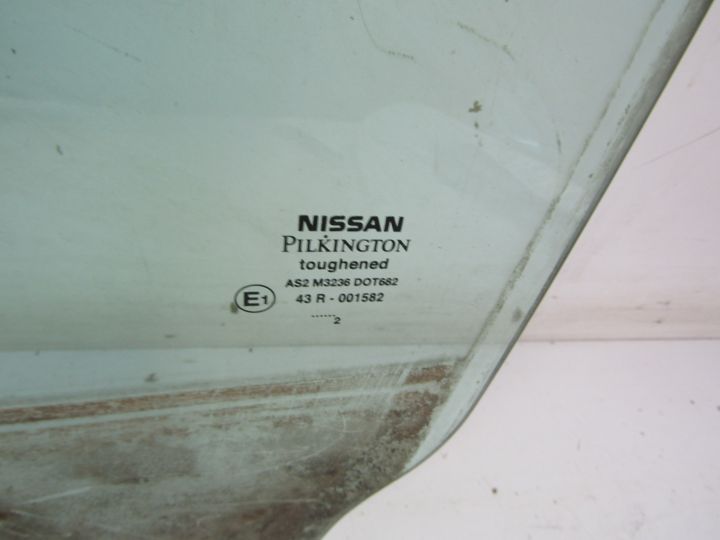 NISSAN
PILKINGTON
toughened
AS2 M3236 DOT682
E1 43 R - 001582
......2